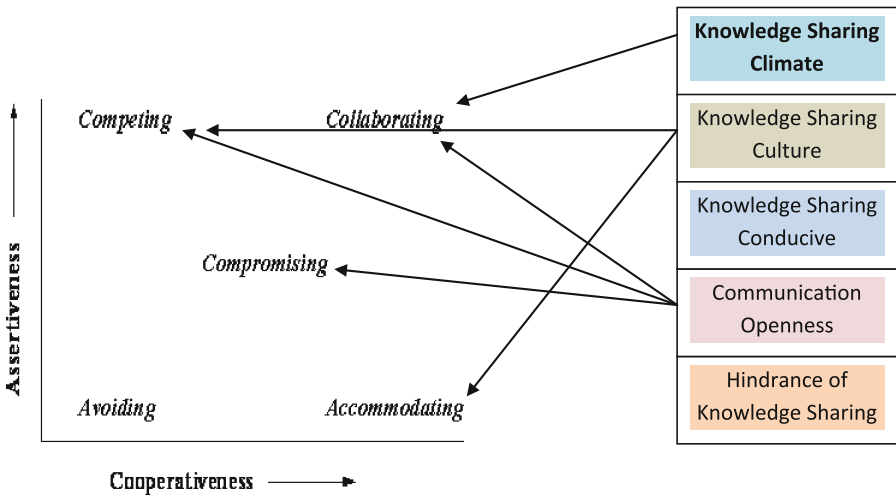 Knowledge Sharing
Climate
Competing
Collaborating
Knowledge Sharing
Culture
Knowledge Sharing
Conducive
Compromising
Communication
Openness
Assertiveness
Avoiding
Accommodating
Hindrance of
Knowledge Sharing
Cooperativeness